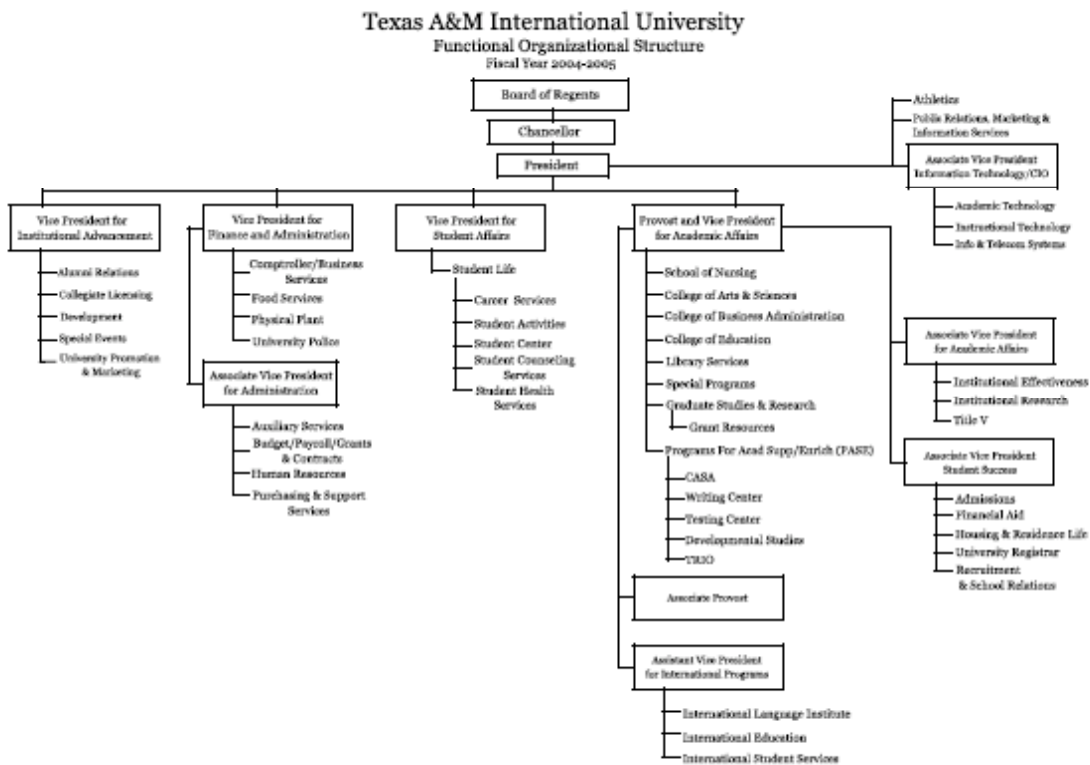 Texas A&M International University
Functional Organizational Structure
Fiscal Year 2004-2005
Board of Regents
Chancellor
President
Athletics
Public Relations, Marketing &
Information Services
Associate Vice President
Information Technology/CIO
Academic Technology
Instructional Technology
Info & Telecom Systems
Vice President for
Institutional Advancement
Alumni Relations
Collegiate Licensing
Development
Special Events
University Promotion
& Marketing
Vice President for
Finance and Administration
Comptroller/Business
Services
Food Services
Physical Plant
University Police
Associate Vice President
for Administration
Auxiliary Services
Budget/Payroll/Grants
& Contracts
Human Resources
Purchasing & Support
Services
Vice President for
Student Affairs
Student Life
Career Services
Student Activities
Student Center
Student Counseling
Services
Student Health
Services
Provost and Vice President
for Academic Affairs
School of Nursing
College of Arts & Sciences
College of Business Administration
College of Education
Library Services
Special Programs
Graduate Studies & Research
Grant Resources
Programs For Acad Supp/Enrich (PASE)
CASA
Writing Center
Testing Center
Developmental Studies
TRIO
Associate Provost
Assistant Vice President
for International Programs
International Language Institute
International Education
International Student Services
Associate Vice President
for Academic Affairs
Institutional Effectiveness
Institutional Research
Title V
Associate Vice President
Student Success
Admissions
Financial Aid
Housing & Residence Life
University Registrar
Recruitment
& School Relations